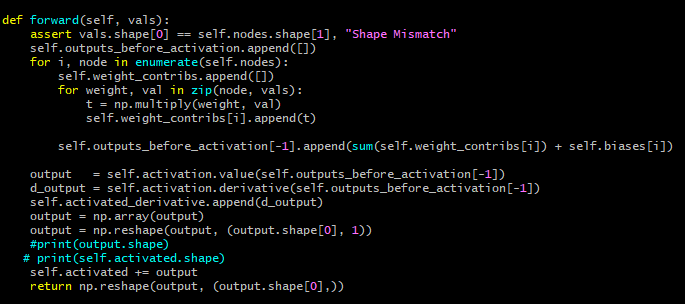 def forward(self, vals):
    assert vals.shape[0] == self.nodes.shape[1], "Shape Mismatch"
    self.outputs_before_activation.append([])
    for i, node in enumerate(self.nodes):
        self.weight_contribs.append([])
        for weight, val in zip(node, vals):
            t = np.multiply(weight, val)
            self.weight_contribs[i].append(t)

        self.outputs_before_activation[-1].append(sum(self.weight_contribs[i]) + self.biases[i])

    output   = self.activation.value(self.outputs_before_activation[-1])
    d_output = self.activation.derivative(self.outputs_before_activation[-1])
    self.activated_derivative.append(d_output)
    output = np.array(output)
    output = np.reshape(output, (output.shape[0], 1))
    #print(output.shape)
   # print(self.activated.shape)
    self.activated += output
    return np.reshape(output, (output.shape[0],))